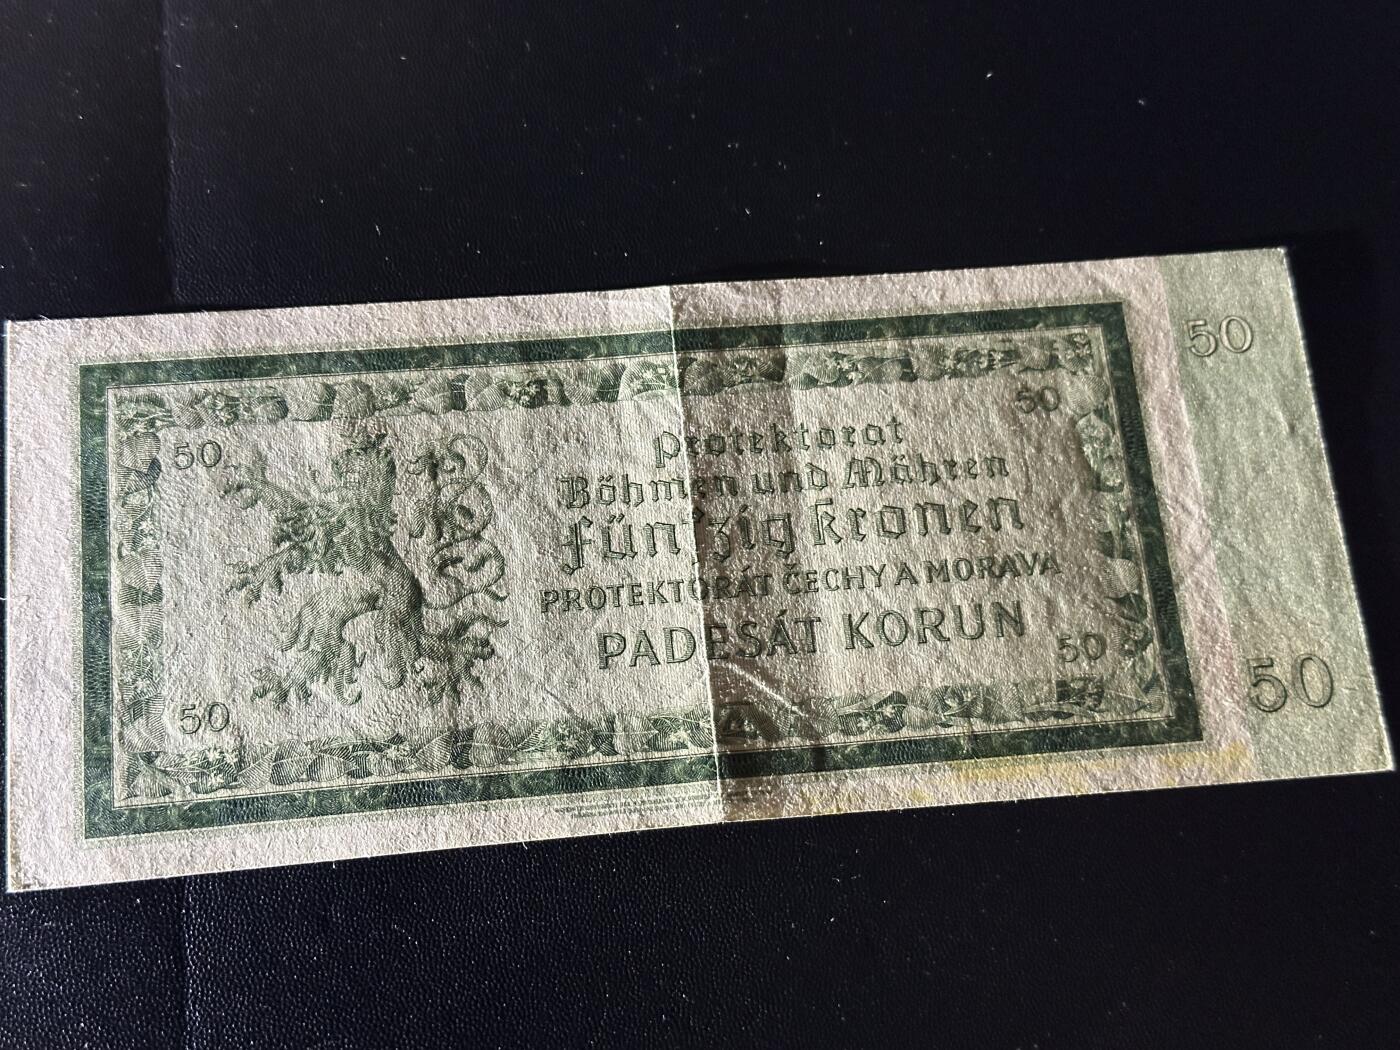 50
50
50
Protektorat
Böhmen und Mähren
fünfzig Kronen
PROTEKTORÁT ČECHY A MORAVA
PADESÁT KORUN
50
50
50